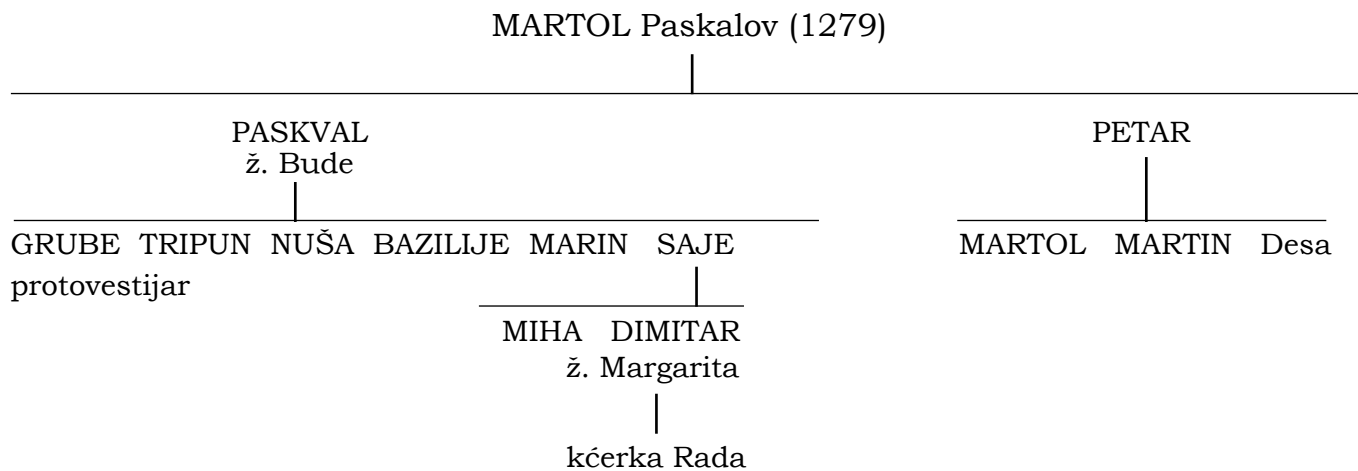 MARTOL Paskalov (1279)
PASKVAL PETAR
ž. Bude
GRUBE TRIPUN NUŠA BAZILIJE MARIN SAJE MARTOL MARTIN Desa
protovestijar
MIHA DIMITAR
ž. Margarita
kćerka Rada